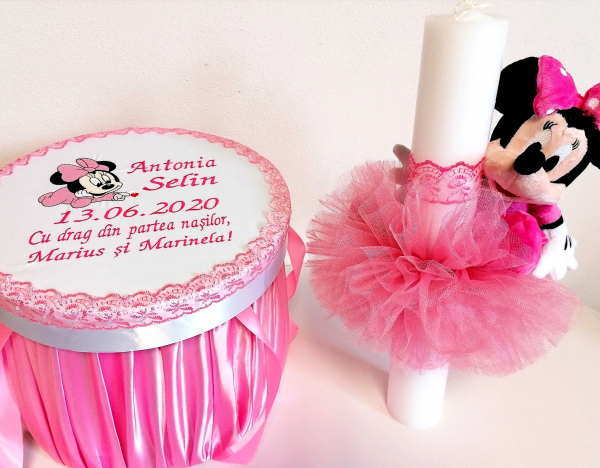 Antonia
Selin
13.06.2020
Cu drag din partea nașilor,
Marius și Marinela!